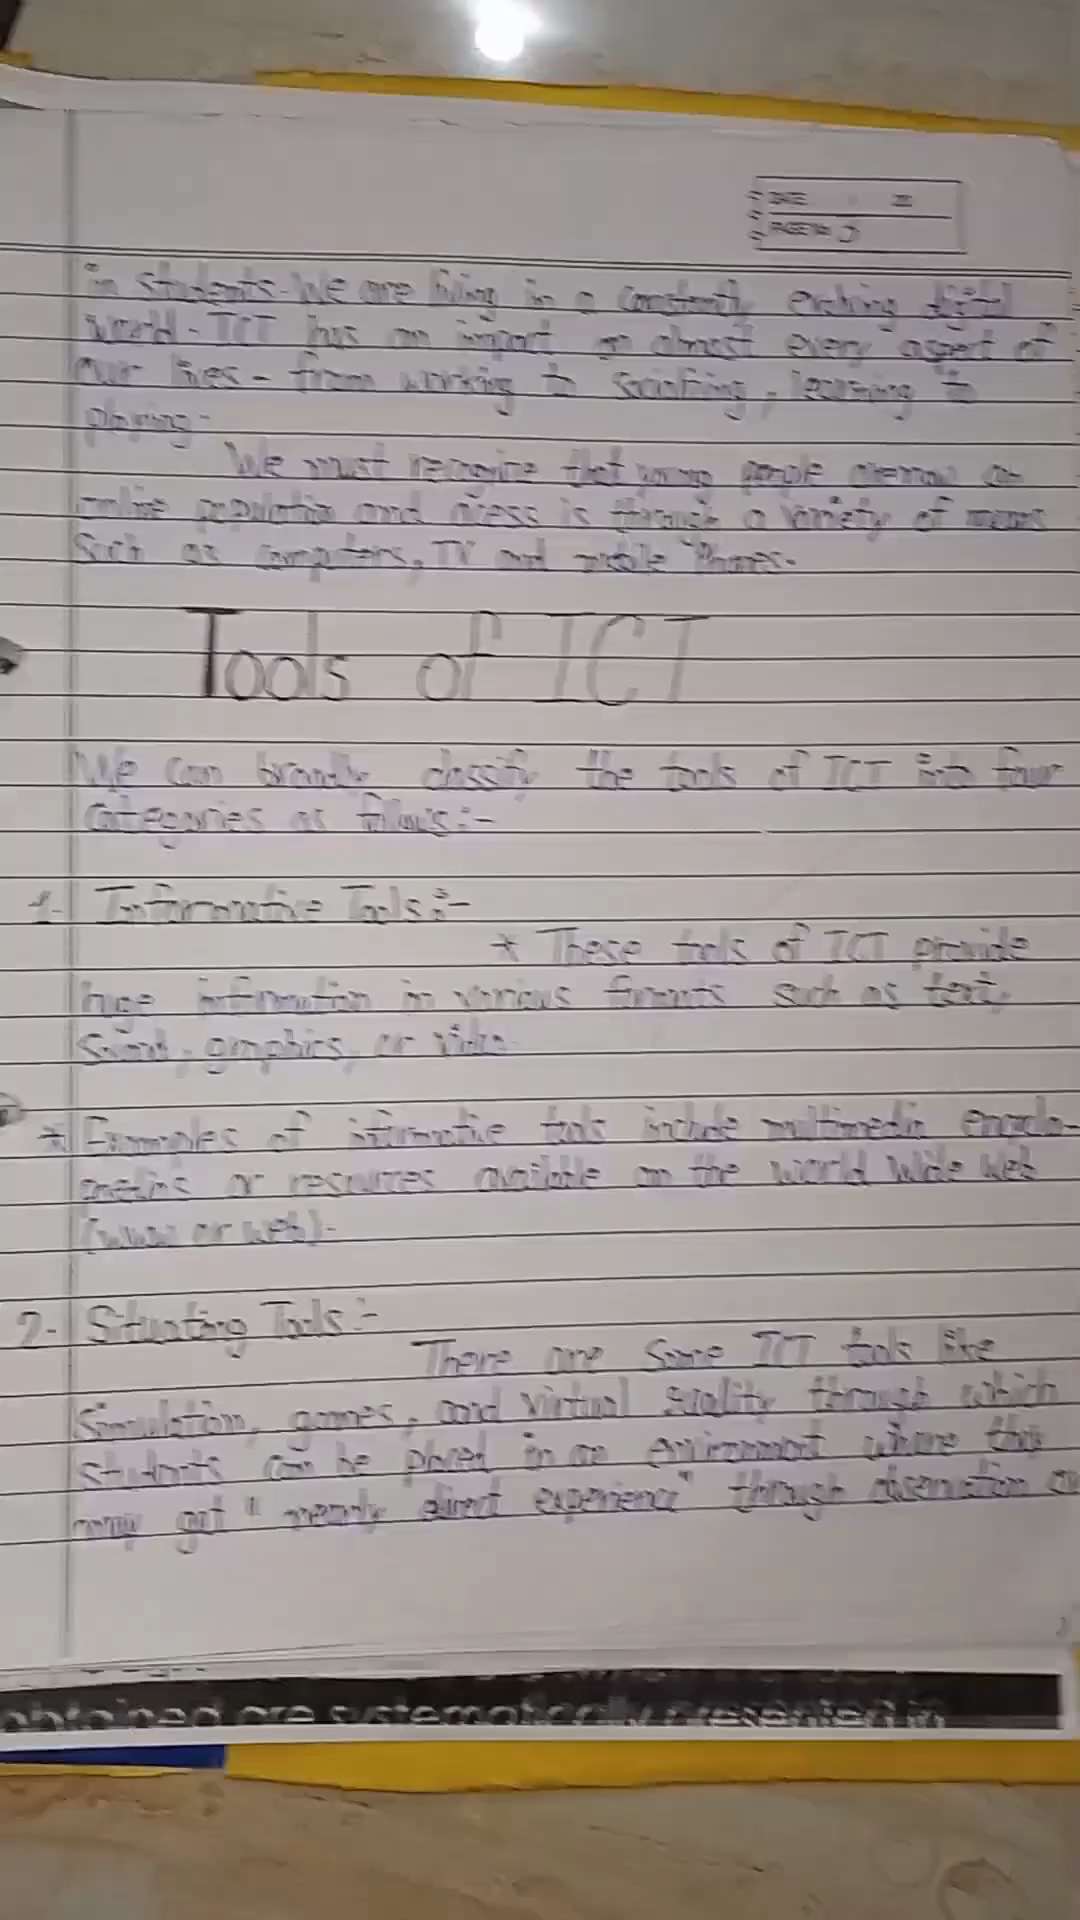 DATE
PAGE No
in students. We are living in a constantly evolving digital
world. ICT has an impact on almost every aspect of
our lives - from working to socialising, learning to
playing.
We must recognize that young people are now an
online population and access is through a variety of means
Such as computers, TV and mobile Phones.
Tools of ICT
We can broadly classify the tools of ICT into four
categories as follows:-
1. Informative Tools:-
* These tools of ICT provide
huge information in various formats such as text,
Sound, graphics, or video.
* Examples of informative tools include multimedia encyclo-
or resources available on the world Wide Web
(www or web).
2. Situating Tools:-
There are Some ICT tools like
Simulation, games, and virtual through which
students can be placed in an environment where they
may get " direct experience" through observation
obtained are systematically presented in